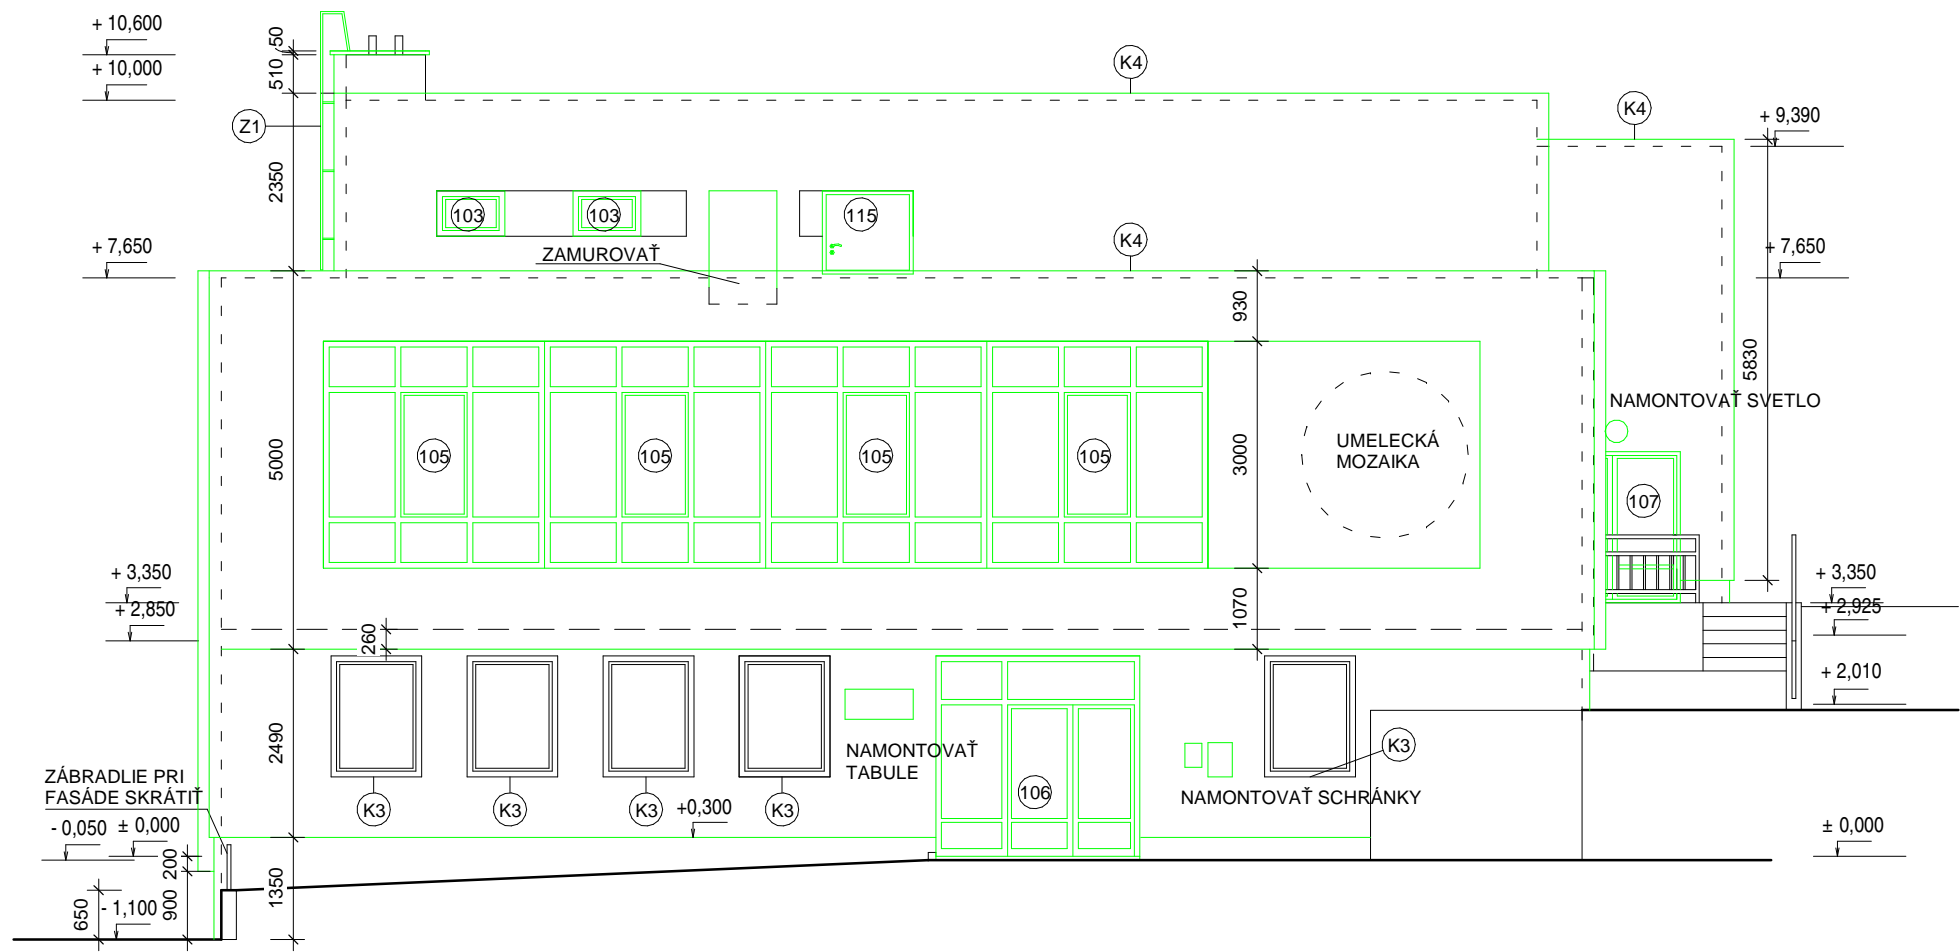 + 10,600
50
+ 10,000
510
K4
K4
Z1
+ 9,390
2350
103
103
115
+ 7,650
ZAMUROVAŤ
K4
+ 7,650
930
5830
NAMONTOVAŤ SVETLO
5000
105
105
105
105
3000
UMELECKÁ
MOZAIKA
107
+ 3,350
+ 2,850
+ 3,350
+ 2,925
1070
260
+ 2,010
2490
NAMONTOVAŤ
TABULE
K3
ZÁBRADLIE PRI
FASÁDE SKRÁTIŤ
K3
K3
K3
K3
+0,300
106
NAMONTOVAŤ SCHRÁNKY
- 0,050
± 0,000
± 0,000
200
1350
900
650
- 1,100